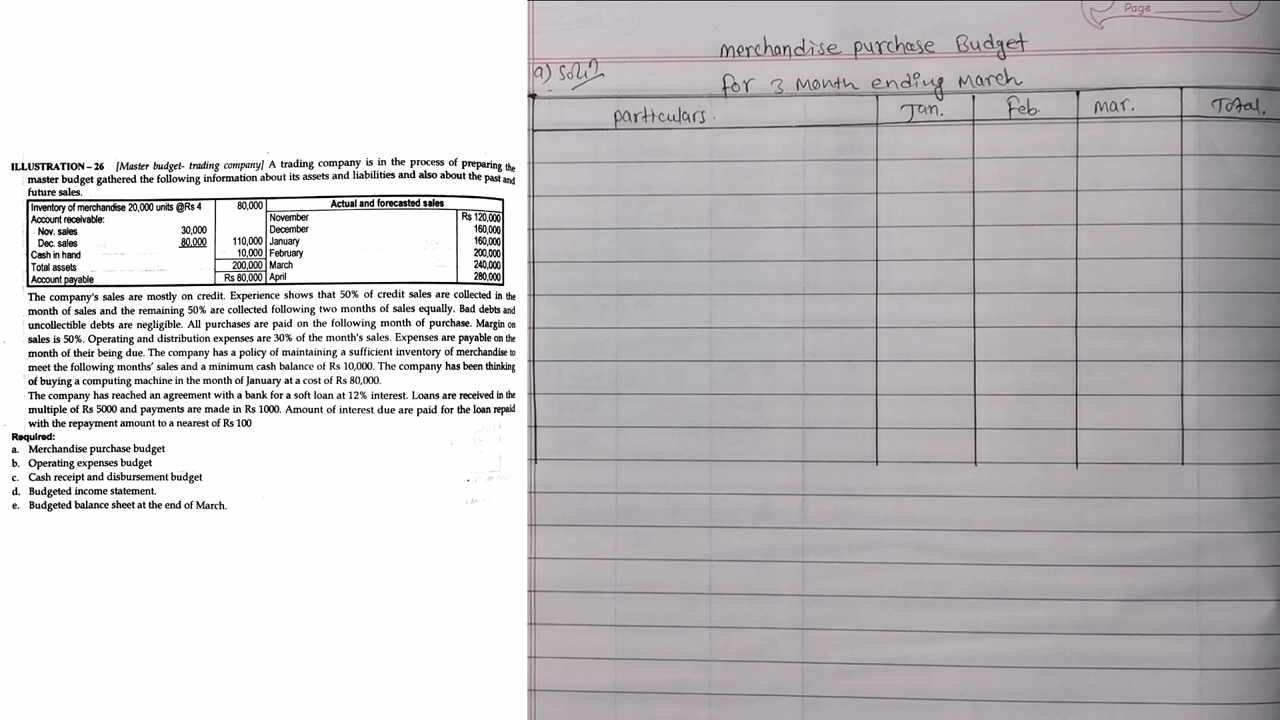 ILLUSTRATION – 26 [Master budget- trading company] A trading company is in the process of preparing the
master budget gathered the following information about its assets and liabilities and also about the past and
future sales.
Inventory of merchandise 20,000 units @Rs 4 80,000 Actual and forecasted sales
Account receivable: November Rs 120,000
Nov. sales 30,000 December 160,000
Dec. sales 80,000 110,000 January 160,000
Cash in hand 10,000 February 200,000
Total assets 200,000 March 240,000
Account payable Rs 80,000 April 280,000
The company's sales are mostly on credit. Experience shows that 50% of credit sales are collected in the
month of sales and the remaining 50% are collected following two months of sales equally. Bad debts and
uncollectible debts are negligible. All purchases are paid on the following month of purchase. Margin on
sales is 50%. Operating and distribution expenses are 30% of the month's sales. Expenses are payable on the
month of their being due. The company has a policy of maintaining a sufficient inventory of merchandise to
meet the following months' sales and a minimum cash balance of Rs 10,000. The company has been thinking
of buying a computing machine in the month of January at a cost of Rs 80,000.
The company has reached an agreement with a bank for a soft loan at 12% interest. Loans are received in the
multiple of Rs 5000 and payments are made in Rs 1000. Amount of interest due are paid for the loan repaid
with the repayment amount to a nearest of Rs 100
Required:
a. Merchandise purchase budget
b. Operating expenses budget
c. Cash receipt and disbursement budget
d. Budgeted income statement.
e. Budgeted balance sheet at the end of March.
Page
merchandise purchase Budget
a) Soln
for 3 month ending March
particulars. Jan. Feb. mar. Total.